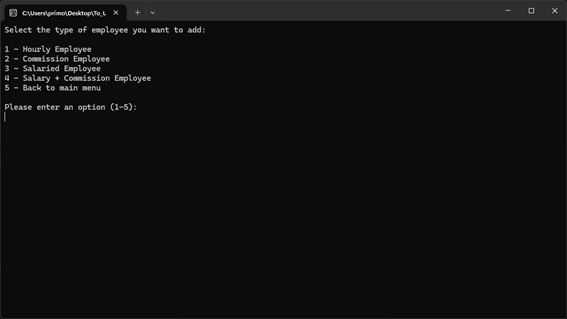 C:\Users\primo\Desktop\To_U
Select the type of employee you want to add:
1 - Hourly Employee
2 - Commission Employee
3 - Salaried Employee
4 - Salary + Commission Employee
5 - Back to main menu
Please enter an option (1-5):